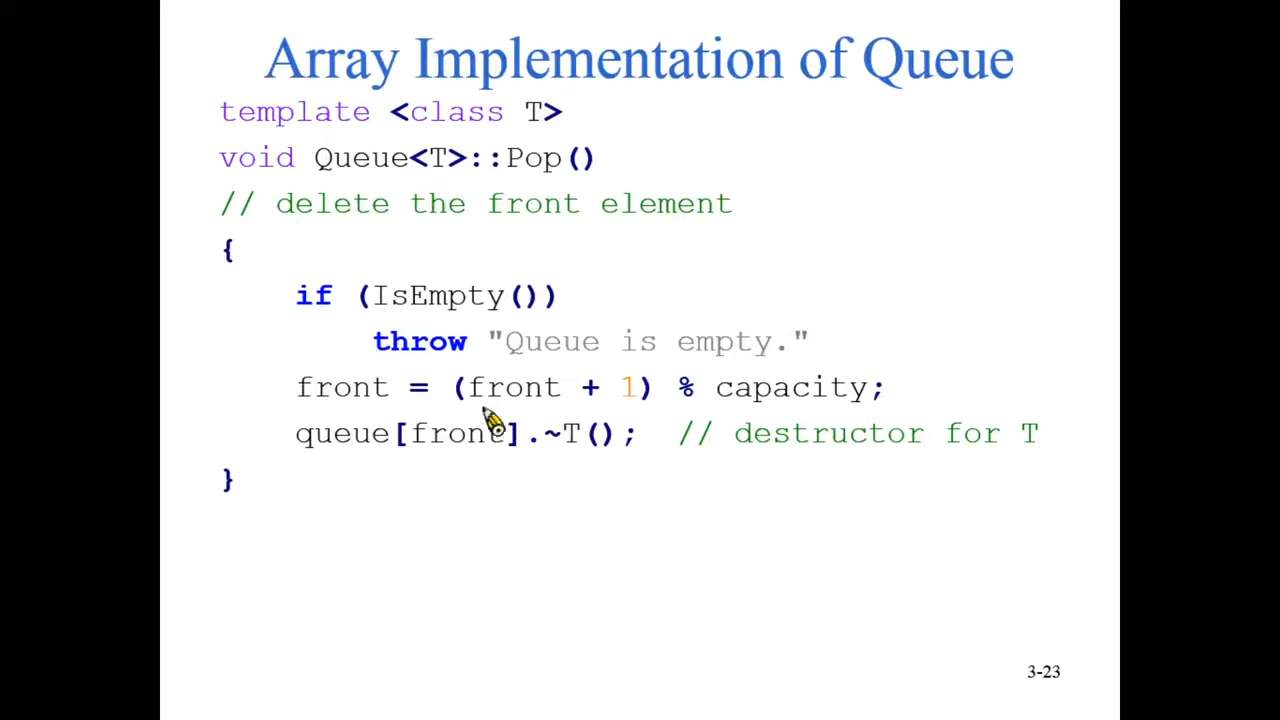 Array Implementation of Queue
template <class T>
void Queue<T>::Pop()
// delete the front element
{
if (IsEmpty())
throw "Queue is empty."
front = (front + 1) % capacity;
queue[front].~T(); // destructor for T
}
3-23